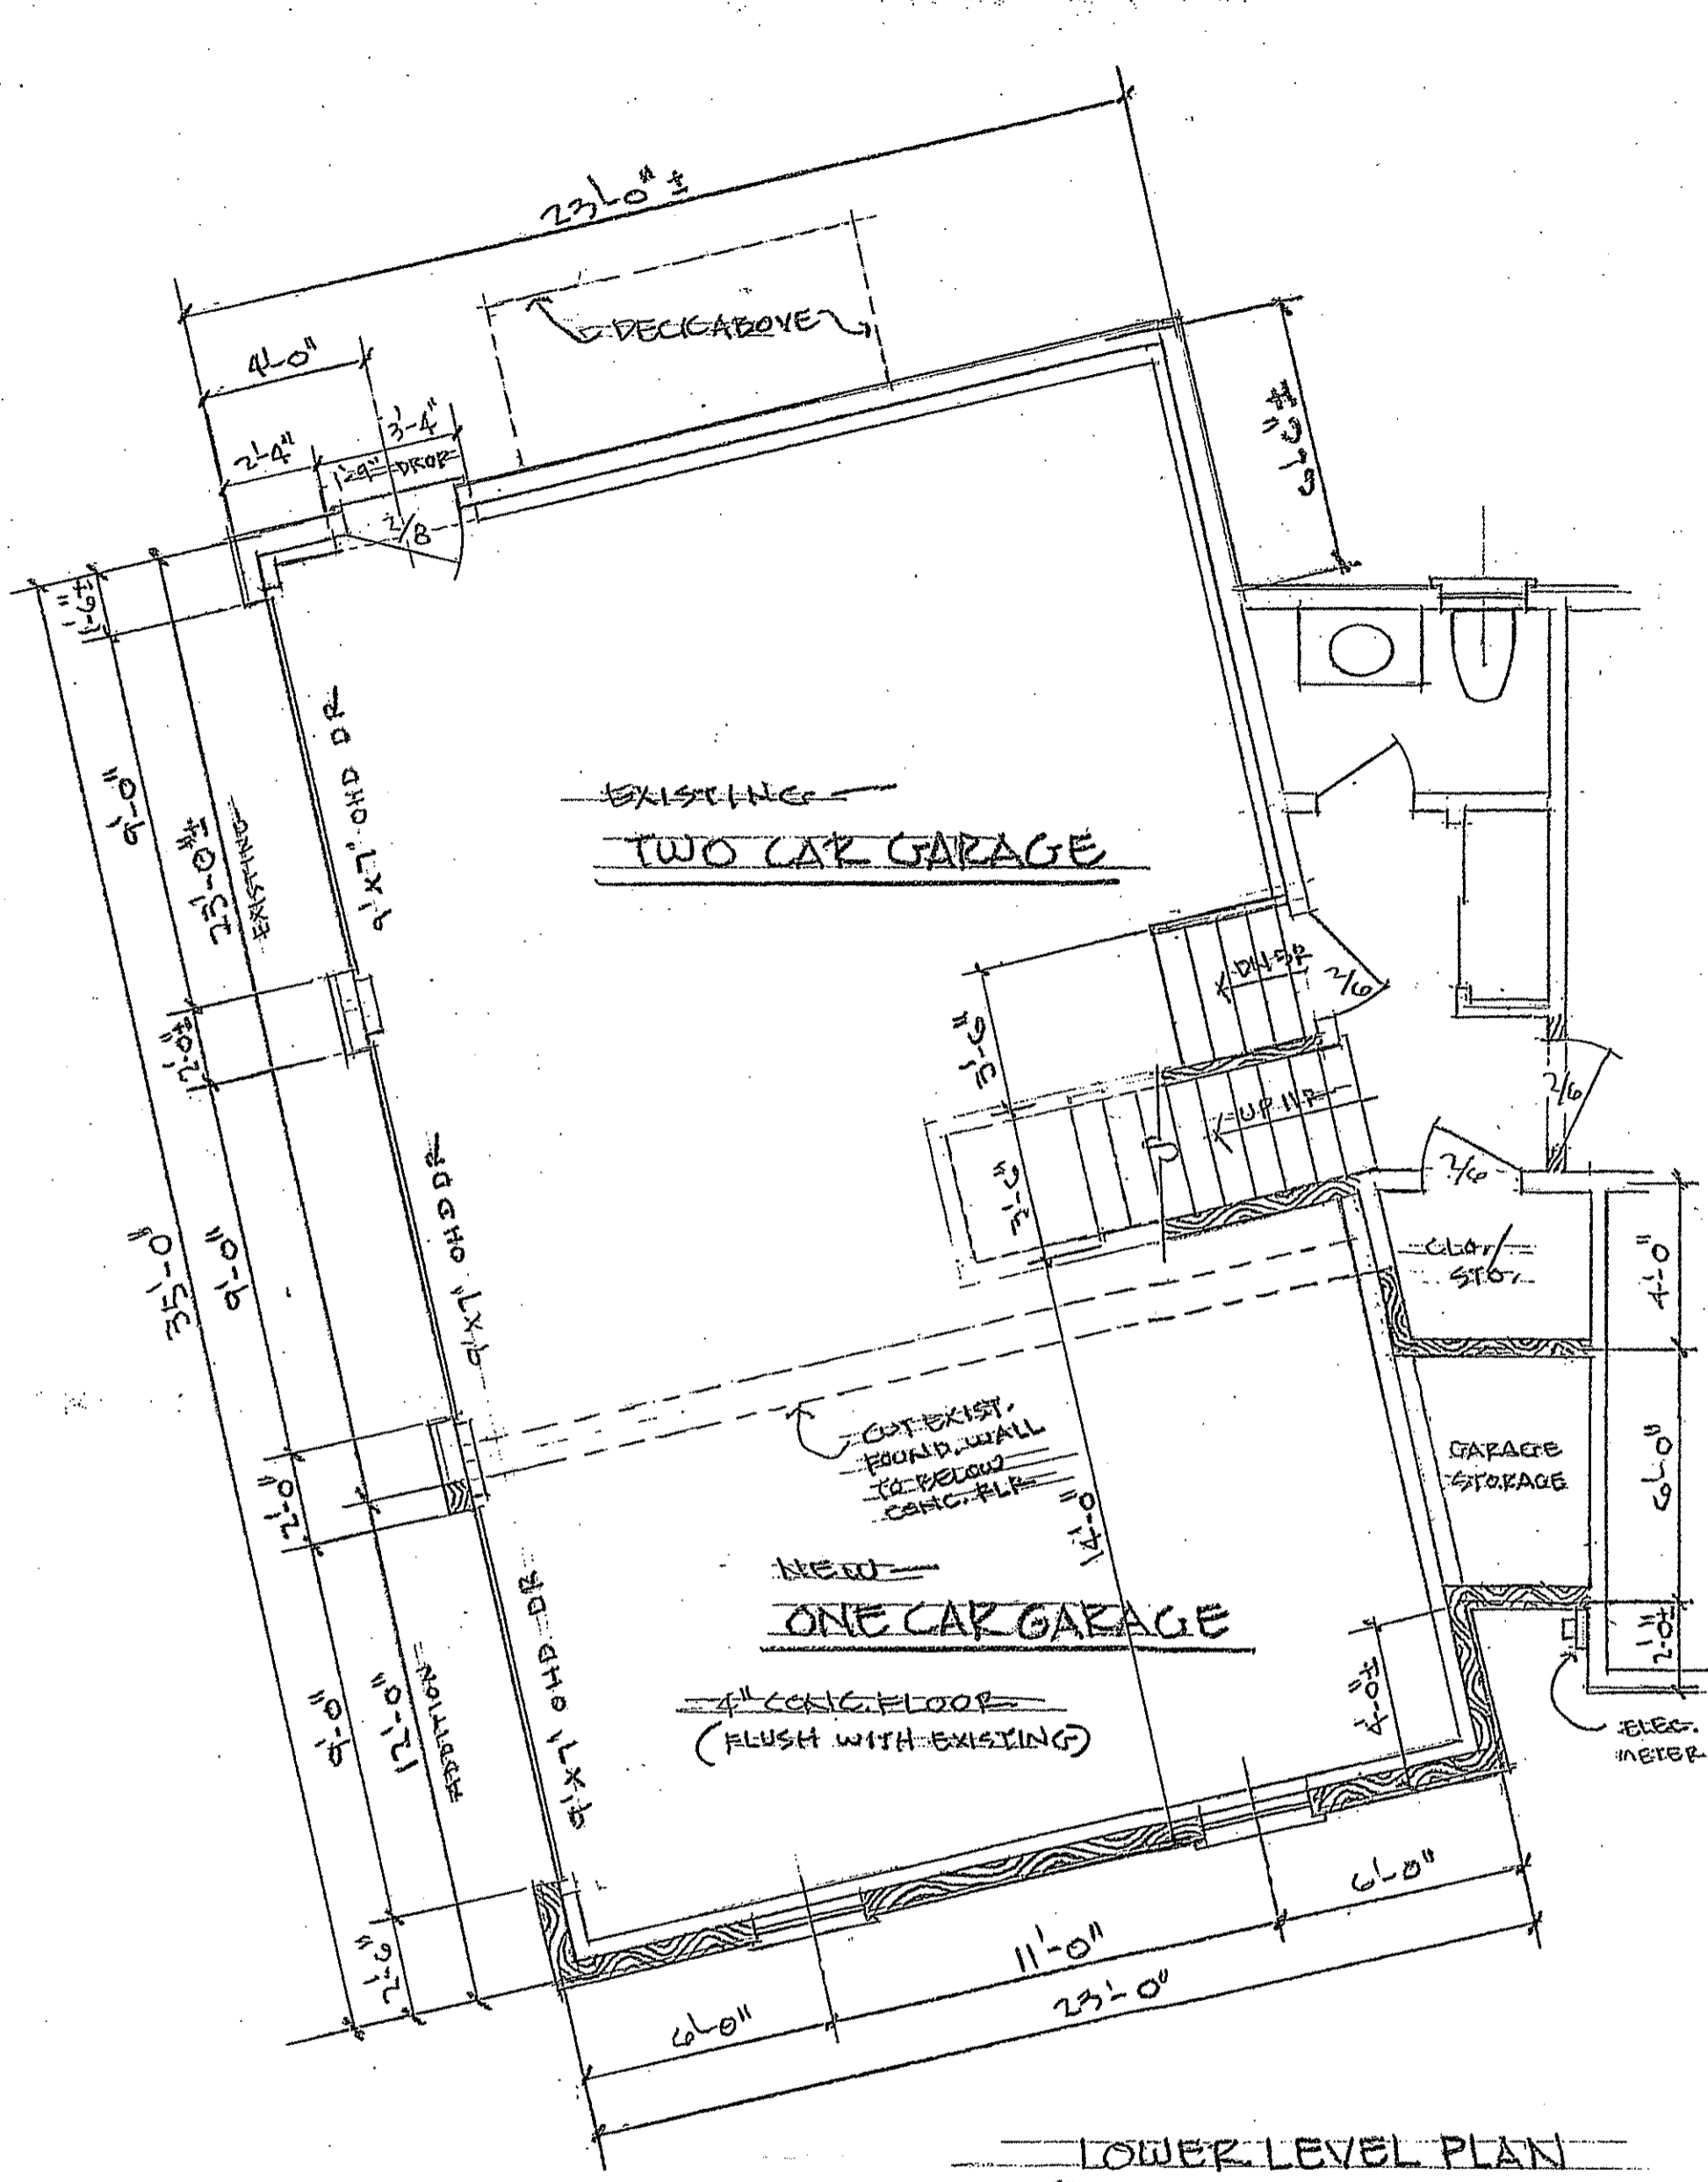 23'-0" ±
DECK ABOVE
4'-0"
3'-4"
2'-4"
1'-9" DROP
2/8
6'-6" ±
1'-6" ±
9'-0"
23'-0" ±
EXISTING
9'x7' OHD DR
EXISTING
TWO CAR GARAGE
2'-0" ±
DN 5R
2/6
3'-6"
UP 11R
2/6
2/6
3'-6"
CLO./
STO.
4'-0"
35'-0"
9'-0"
9'x7' OHD DR
CUT EXIST.
FOUND. WALL
TO BELOW
CONC. FLR
GARAGE
STORAGE
6'-0"
14'-0"
2'-0"
NEW
ONE CAR GARAGE
4" CONC. FLOOR
(FLUSH WITH EXISTING)
9'x7' OHD DR
9'-0"
12'-0"
ADDITION
4'-0" ±
2'-0" ±
ELEC.
METER
2'-6"
6'-0"
11'-0"
6'-0"
23'-0"
LOWER LEVEL PLAN